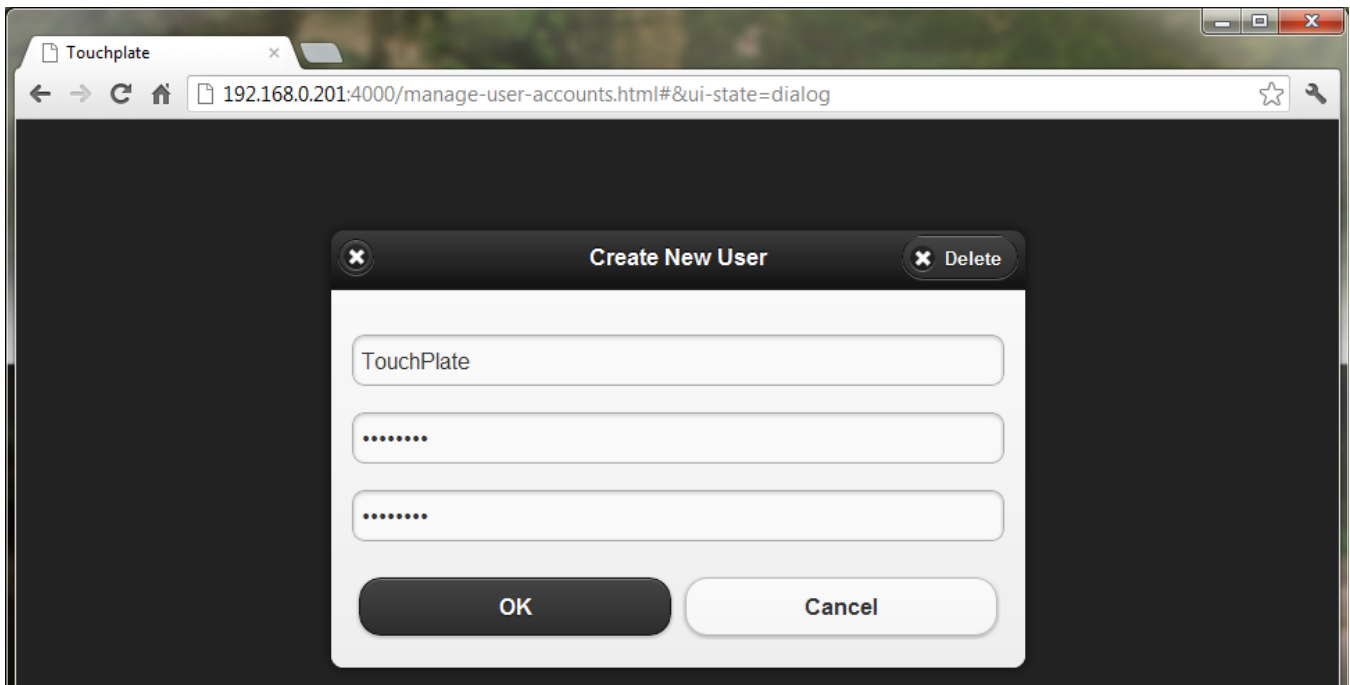 Touchplate
192.168.0.201:4000/manage-user-accounts.html#&ui-state=dialog
Create New User
Delete
TouchPlate
••••••••
••••••••
OK Cancel